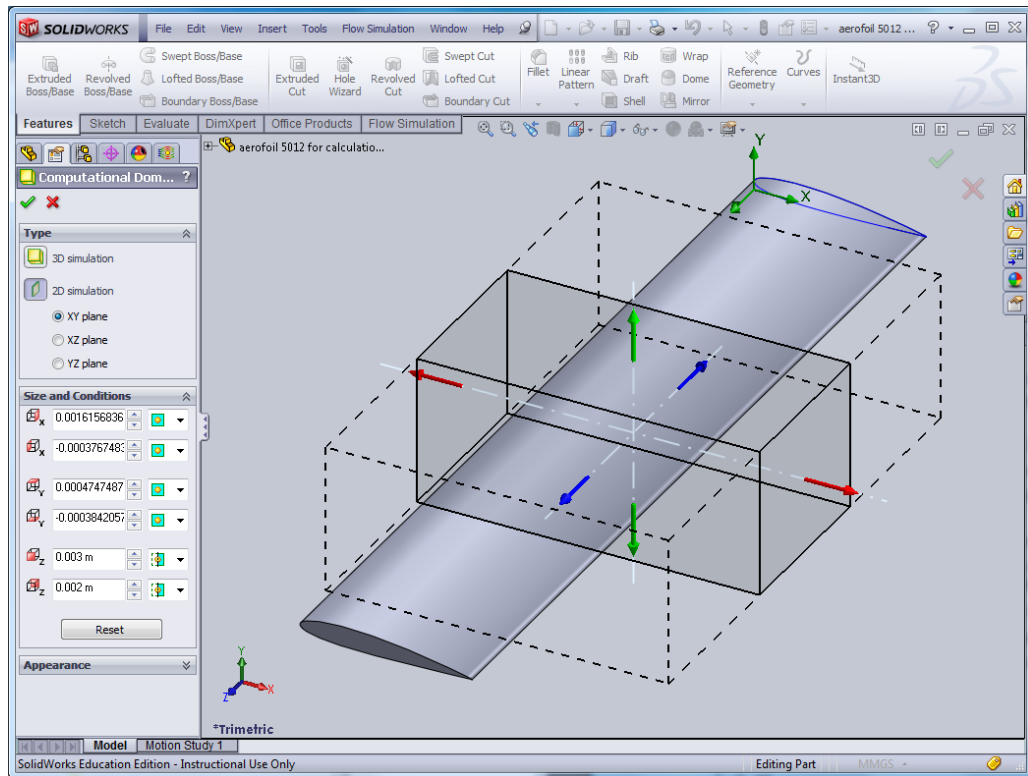 SOLIDWORKS File Edit View Insert Tools Flow Simulation Window Help aerofoil 5012 ... ?
Extruded Boss/Base
Revolved Boss/Base
Swept Boss/Base
Lofted Boss/Base
Boundary Boss/Base
Extruded Cut
Hole Wizard
Revolved Cut
Swept Cut
Lofted Cut
Boundary Cut
Fillet
Linear Pattern
Rib
Draft
Shell
Wrap
Dome
Mirror
Reference Geometry
Curves
Instant3D
Features Sketch Evaluate DimXpert Office Products Flow Simulation
aerofoil 5012 for calculatio...
Computational Dom... ?
Type
3D simulation
2D simulation
XY plane
XZ plane
YZ plane
Size and Conditions
X 0.0016156836
X -0.000376748
Y 0.0004747487
Y -0.0003842057
Z 0.003 m
Z 0.002 m
Reset
Appearance
Y
X
Y
X
Z
*Trimetric
Model Motion Study 1
SolidWorks Education Edition - Instructional Use Only Editing Part MMGS